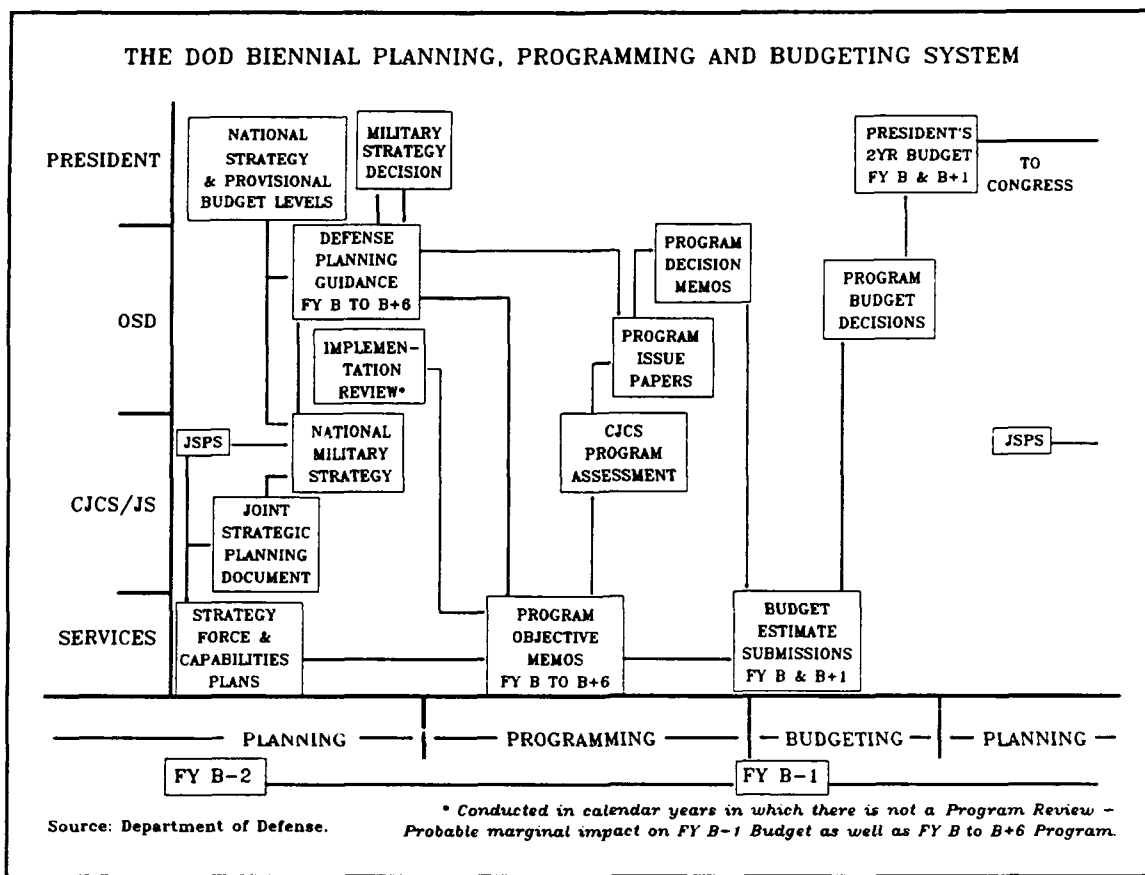 THE DOD BIENNIAL PLANNING, PROGRAMMING AND BUDGETING SYSTEM
PRESIDENT
NATIONAL
STRATEGY
& PROVISIONAL
BUDGET LEVELS
MILITARY
STRATEGY
DECISION
PRESIDENT'S
2YR BUDGET
FY B & B+1
TO
CONGRESS
OSD
DEFENSE
PLANNING
GUIDANCE
FY B TO B+6
IMPLEMEN-
TATION
REVIEW*
PROGRAM
DECISION
MEMOS
PROGRAM
ISSUE
PAPERS
PROGRAM
BUDGET
DECISIONS
CJCS/JS
JSPS
NATIONAL
MILITARY
STRATEGY
JOINT
STRATEGIC
PLANNING
DOCUMENT
CJCS
PROGRAM
ASSESSMENT
JSPS
SERVICES
STRATEGY
FORCE &
CAPABILITIES
PLANS
PROGRAM
OBJECTIVE
MEMOS
FY B TO B+6
BUDGET
ESTIMATE
SUBMISSIONS
FY B & B+1
PLANNING
PROGRAMMING
BUDGETING
PLANNING
FY B-2
FY B-1
* Conducted in calendar years in which there is not a Program Review -
Probable marginal impact on FY B-1 Budget as well as FY B to B+6 Program.
Source: Department of Defense.